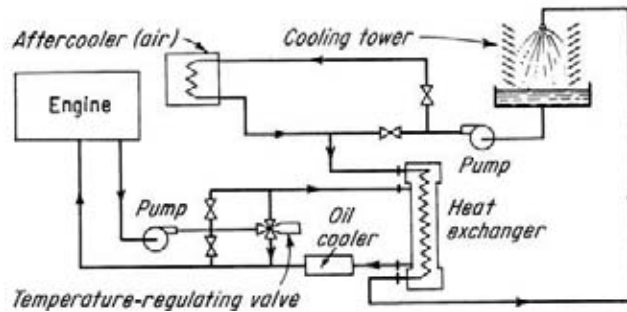 Aftercooler (air)
Cooling tower
Engine
Pump
Pump
Oil
cooler
Heat
exchanger
Temperature-regulating valve